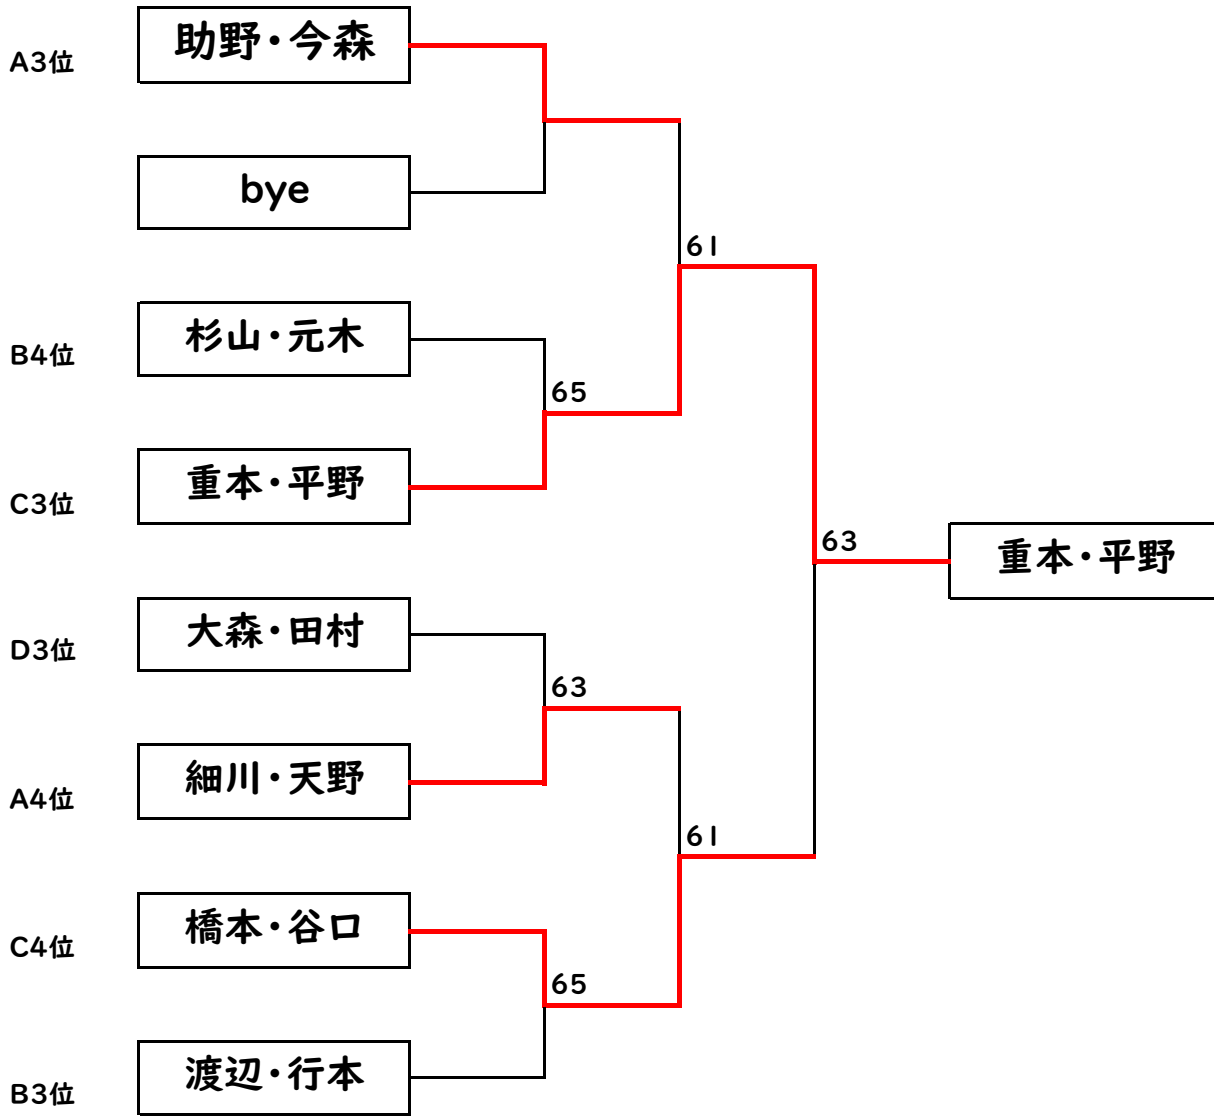 A3位 助野・今森
bye
61
B4位 杉山・元木
65
C3位 重本・平野
63
重本・平野
D3位 大森・田村
63
A4位 細川・天野
61
C4位 橋本・谷口
65
B3位 渡辺・行本